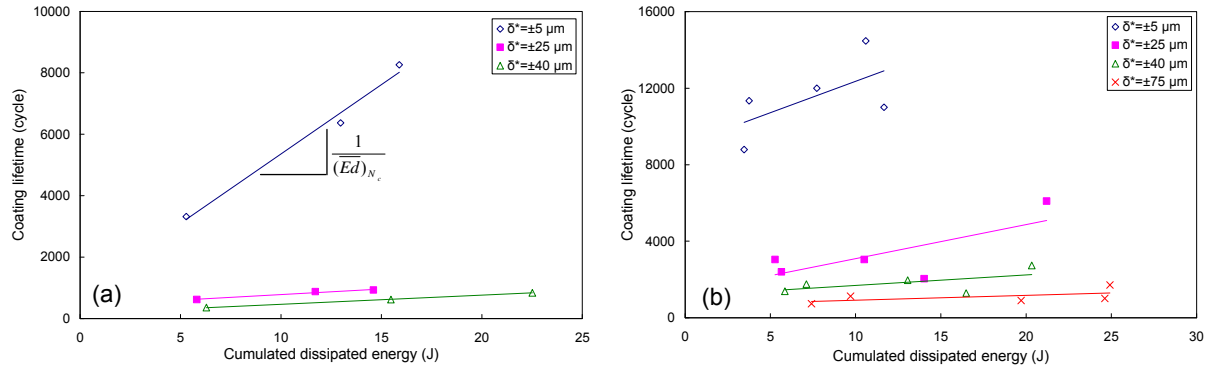 10000
8000
6000
4000
2000
0
0
5
10
15
20
25
Coating lifetime (cycle)
Cumulated dissipated energy (J)
δ*=±5 µm
δ*=±25 µm
δ*=±40 µm
1
(Ed)Nc
(a)
16000
12000
8000
4000
0
0
5
10
15
20
25
30
Coating lifetime (cycle)
Cumulated dissipated energy (J)
δ*=±5 µm
δ*=±25 µm
δ*=±40 µm
δ*=±75 µm
(b)